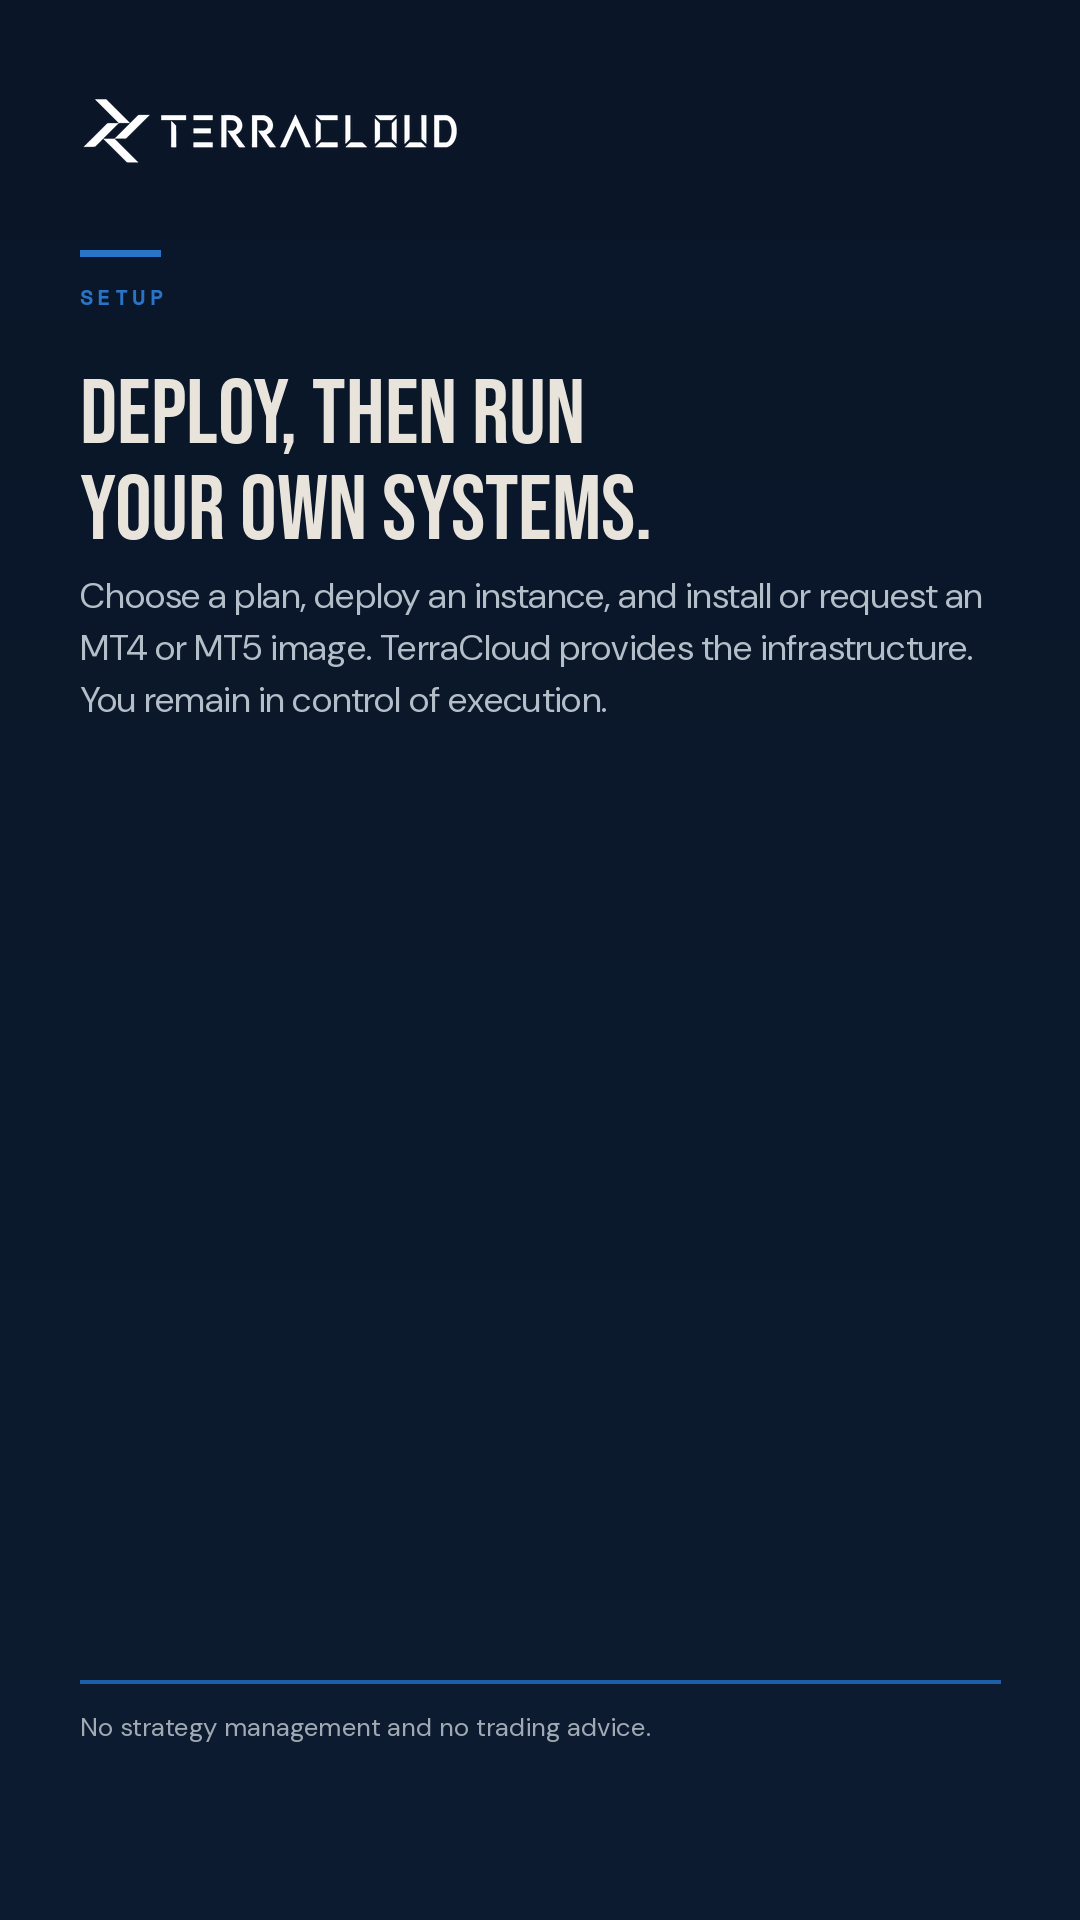 TERRACLOUD
SETUP
DEPLOY, THEN RUN
YOUR OWN SYSTEMS.
Choose a plan, deploy an instance, and install or request an
MT4 or MT5 image. TerraCloud provides the infrastructure.
You remain in control of execution.
No strategy management and no trading advice.